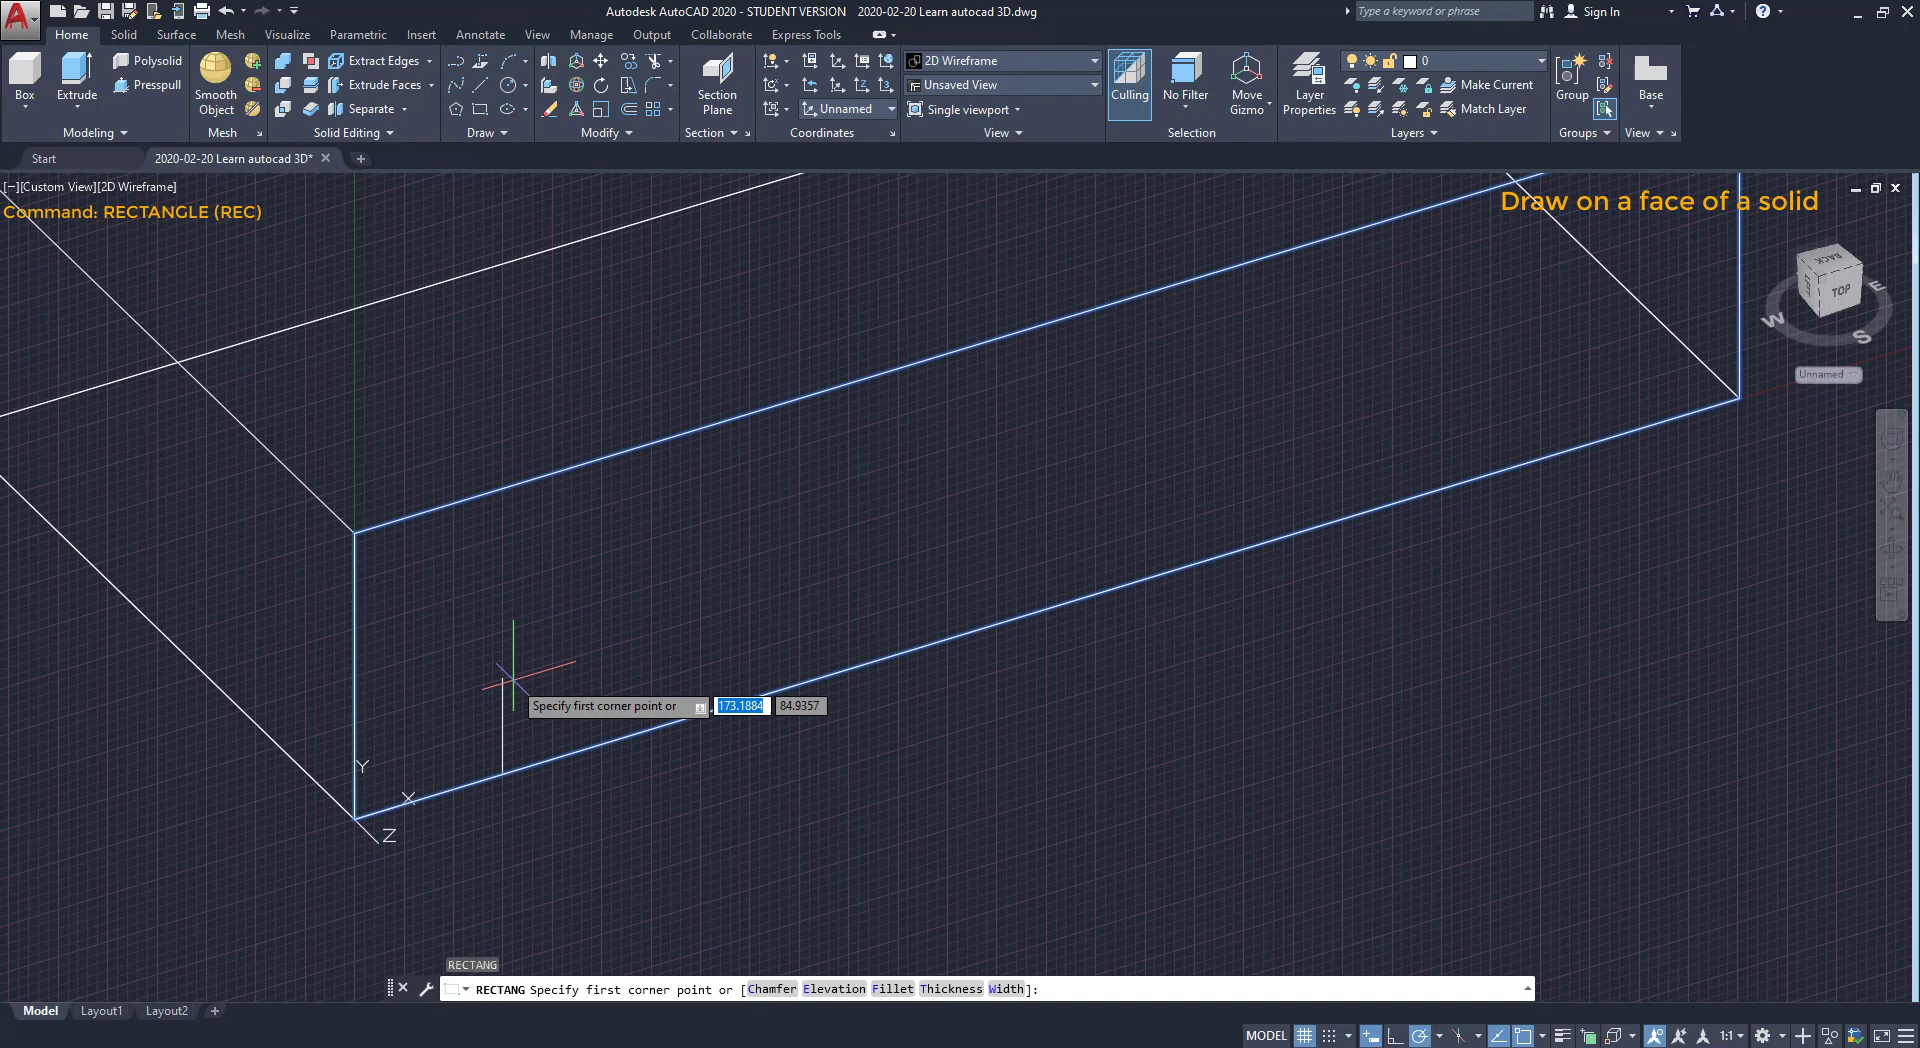 Autodesk AutoCAD 2020 - STUDENT VERSION 2020-02-20 Learn autocad 3D.dwg
Type a keyword or phrase
Sign In
Home Solid Surface Mesh Visualize Parametric Insert Annotate View Manage Output Collaborate Express Tools
Box
Extrude
Polysolid
Presspull
Modeling
Smooth Object
Mesh
Extract Edges
Extrude Faces
Separate
Solid Editing
Draw
Modify
Section Plane
Section
Unnamed
Coordinates
2D Wireframe
Unsaved View
Single viewport
View
Culling
No Filter
Move Gizmo
Selection
Layer Properties
0
Make Current
Match Layer
Layers
Group
Groups
Base
View
Start
2020-02-20 Learn autocad 3D*
[−][Custom View][2D Wireframe]
Command: RECTANGLE (REC)
Draw on a face of a solid
BACK
TOP
W
S
E
Unnamed
Specify first corner point or 173.1884 84.9357
Y
X
Z
RECTANG
RECTANG Specify first corner point or [Chamfer Elevation Fillet Thickness Width]:
Model Layout1 Layout2
MODEL 1:1